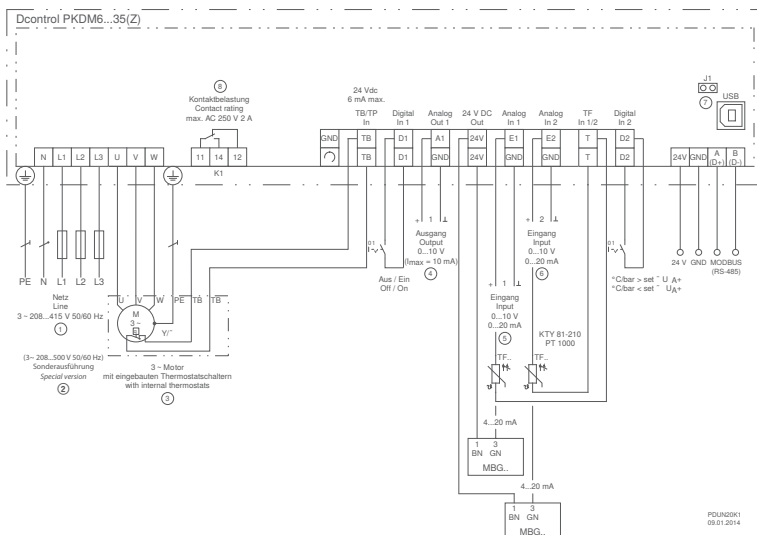 Dcontrol PKDM6...35(Z)
8
Kontaktbelastung
Contact rating
max. AC 250 V 2 A
24 Vdc
6 mA max.
TB/TP In
Digital In 1
Analog Out 1
24 V DC Out
Analog In 1
Analog In 2
TF In 1/2
Digital In 2
J1
7
USB
GND TB D1 A1 24V E1 E2 T D2
TB D1 GND 24V GND GND T D2
N L1 L2 L3 U V W
11 14 12
K1
24V GND A (D+) B (D-)
PE N L1 L2 L3
Netz
Line
3 ~ 208...415 V 50/60 Hz
1
(3~ 208...500 V 50/60 Hz)
Sonderausführung
Special version
2
U V W PE TB TB
M
3 ~
Y/¨
3 ~ Motor
mit eingebauten Thermostatschaltern
with internal thermostats
3
0 1
Aus / Ein
Off / On
+ 1 ⊥
Ausgang
Output
0...10 V
(Imax = 10 mA)
4
+ 1 ⊥
Eingang
Input
0...10 V
0...20 mA
5
+ 2 ⊥
Eingang
Input
0...10 V
0...20 mA
6
KTY 81-210
PT 1000
TF..
TF..
0 1
°C/bar > set ¨ U A+
°C/bar < set ¨ UA+
24 V GND MODBUS
(RS-485)
4...20 mA
1 3
BN GN
MBG..
4...20 mA
1 3
BN GN
MBG..
PDUN20K1
09.01.2014